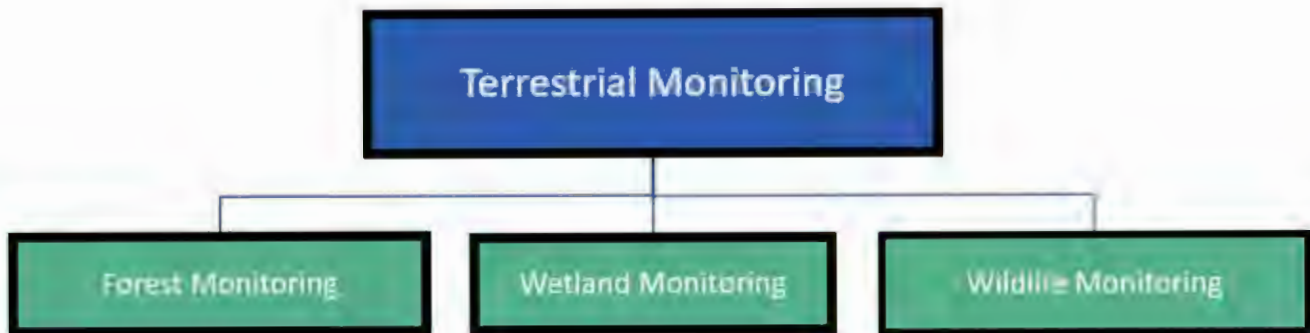 Terrestrial Monitoring
Forest Monitoring
Wetland Monitoring
Wildlife Monitoring